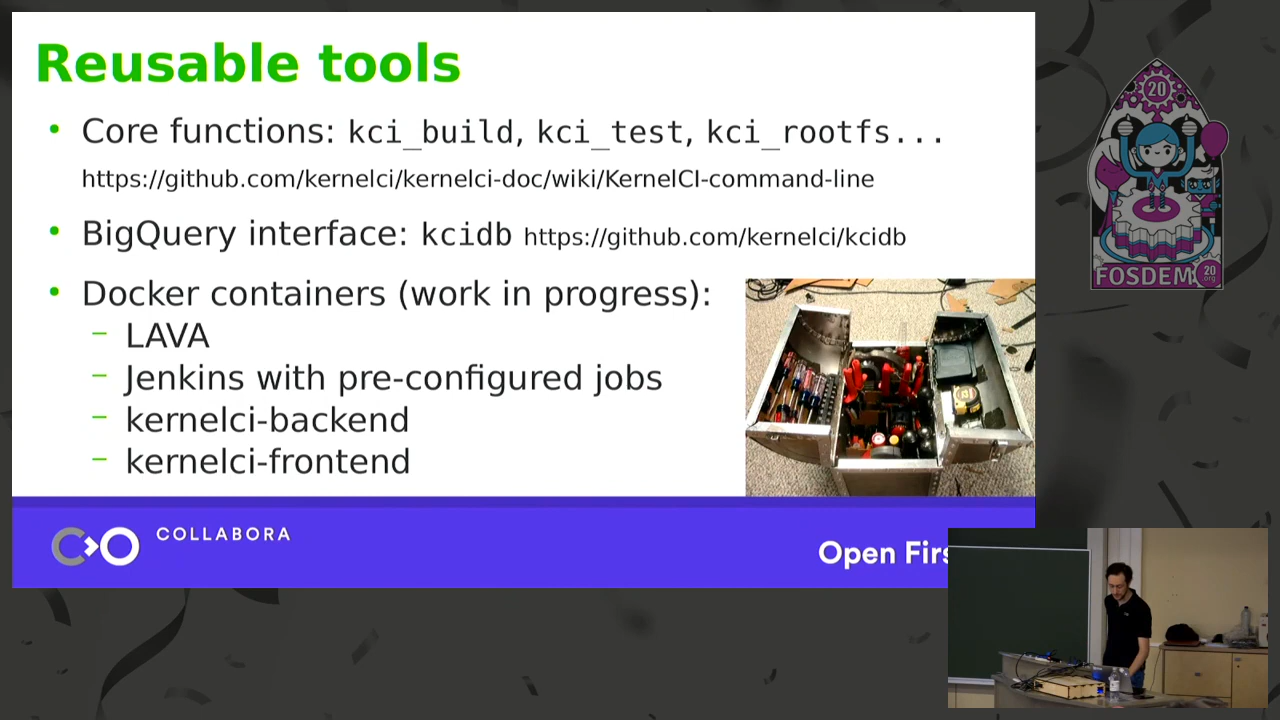 Reusable tools
• Core functions: kci_build, kci_test, kci_rootfs...
https://github.com/kernelci/kernelci-doc/wiki/KernelCI-command-line
• BigQuery interface: kcidb https://github.com/kernelci/kcidb
• Docker containers (work in progress):
– LAVA
– Jenkins with pre-configured jobs
– kernelci-backend
– kernelci-frontend
COLLABORA
Open Firs
20
FOSDEM 20
.org